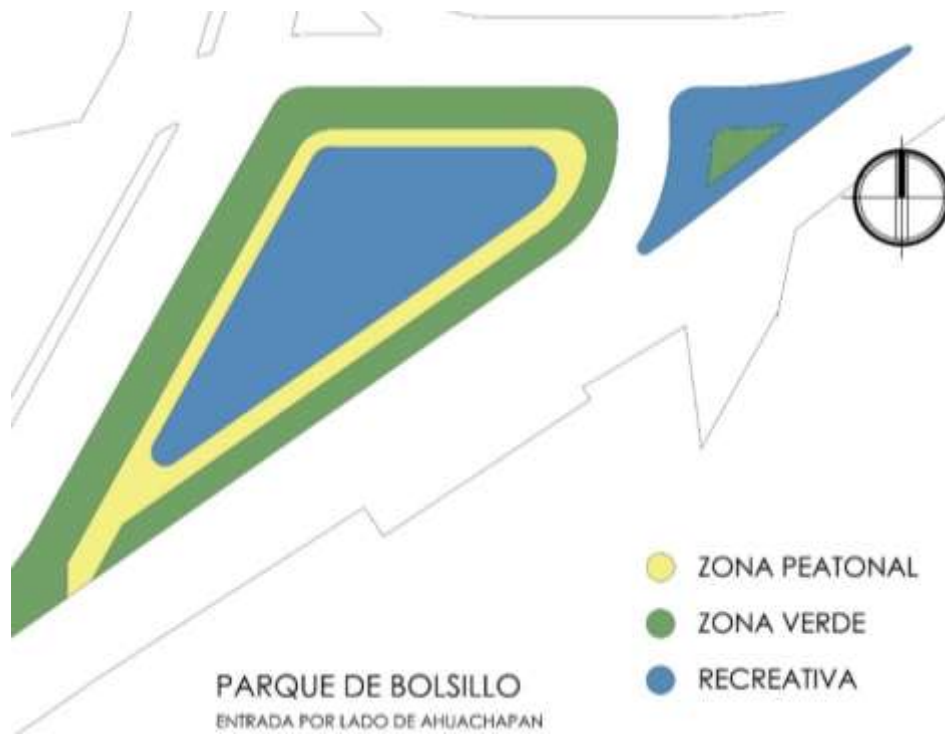 ZONA PEATONAL
ZONA VERDE
RECREATIVA
PARQUE DE BOLSILLO
ENTRADA POR LADO DE AHUACHAPAN